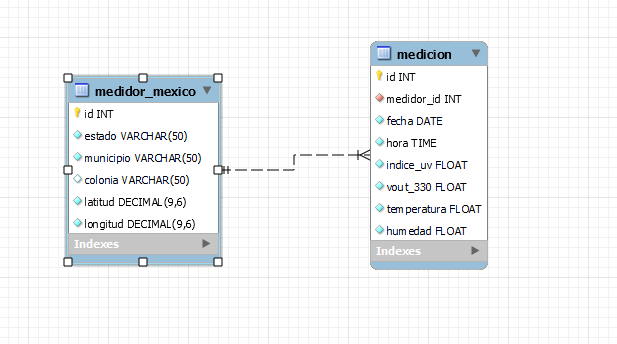 medidor_mexico
id INT
estado VARCHAR(50)
municipio VARCHAR(50)
colonia VARCHAR(50)
latitud DECIMAL(9,6)
longitud DECIMAL(9,6)
Indexes
medicion
id INT
medidor_id INT
fecha DATE
hora TIME
indice_uv FLOAT
vout_330 FLOAT
temperatura FLOAT
humedad FLOAT
Indexes